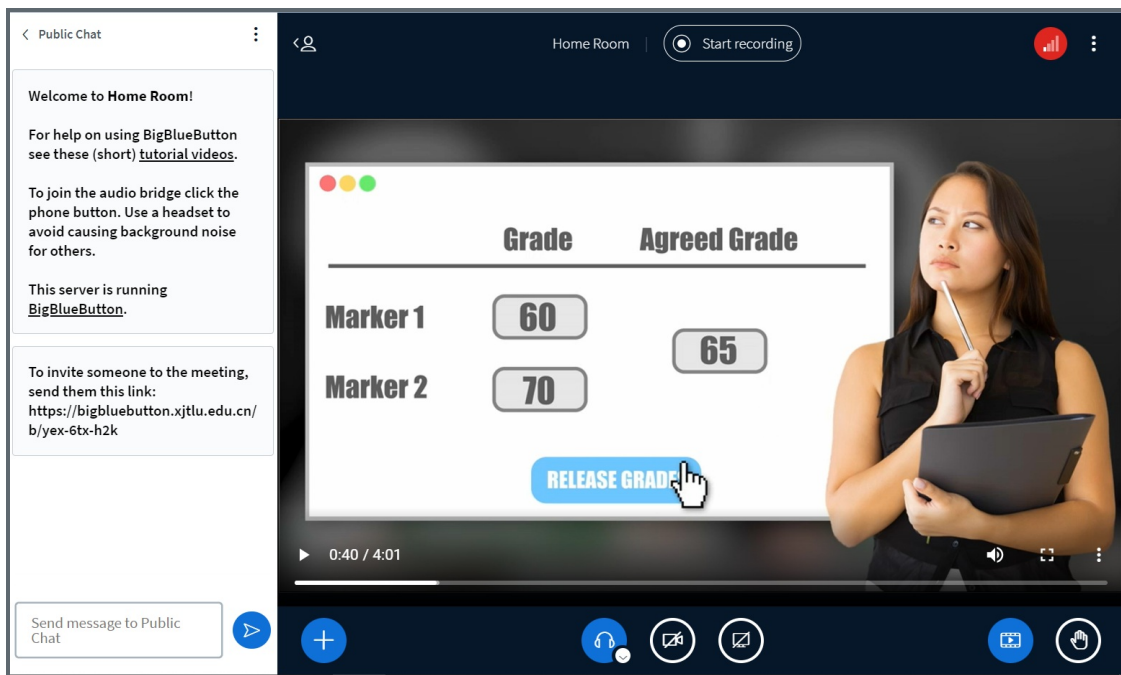 Public Chat
Welcome to Home Room!
For help on using BigBlueButton
see these (short) tutorial videos.
To join the audio bridge click the
phone button. Use a headset to
avoid causing background noise
for others.
This server is running
BigBlueButton.
To invite someone to the meeting,
send them this link:
https://bigbluebutton.xjtlu.edu.cn/
b/yex-6tx-h2k
Send message to Public
Chat
Home Room
Start recording
Grade Agreed Grade
Marker 1 60
65
Marker 2 70
RELEASE GRADE
0:40 / 4:01